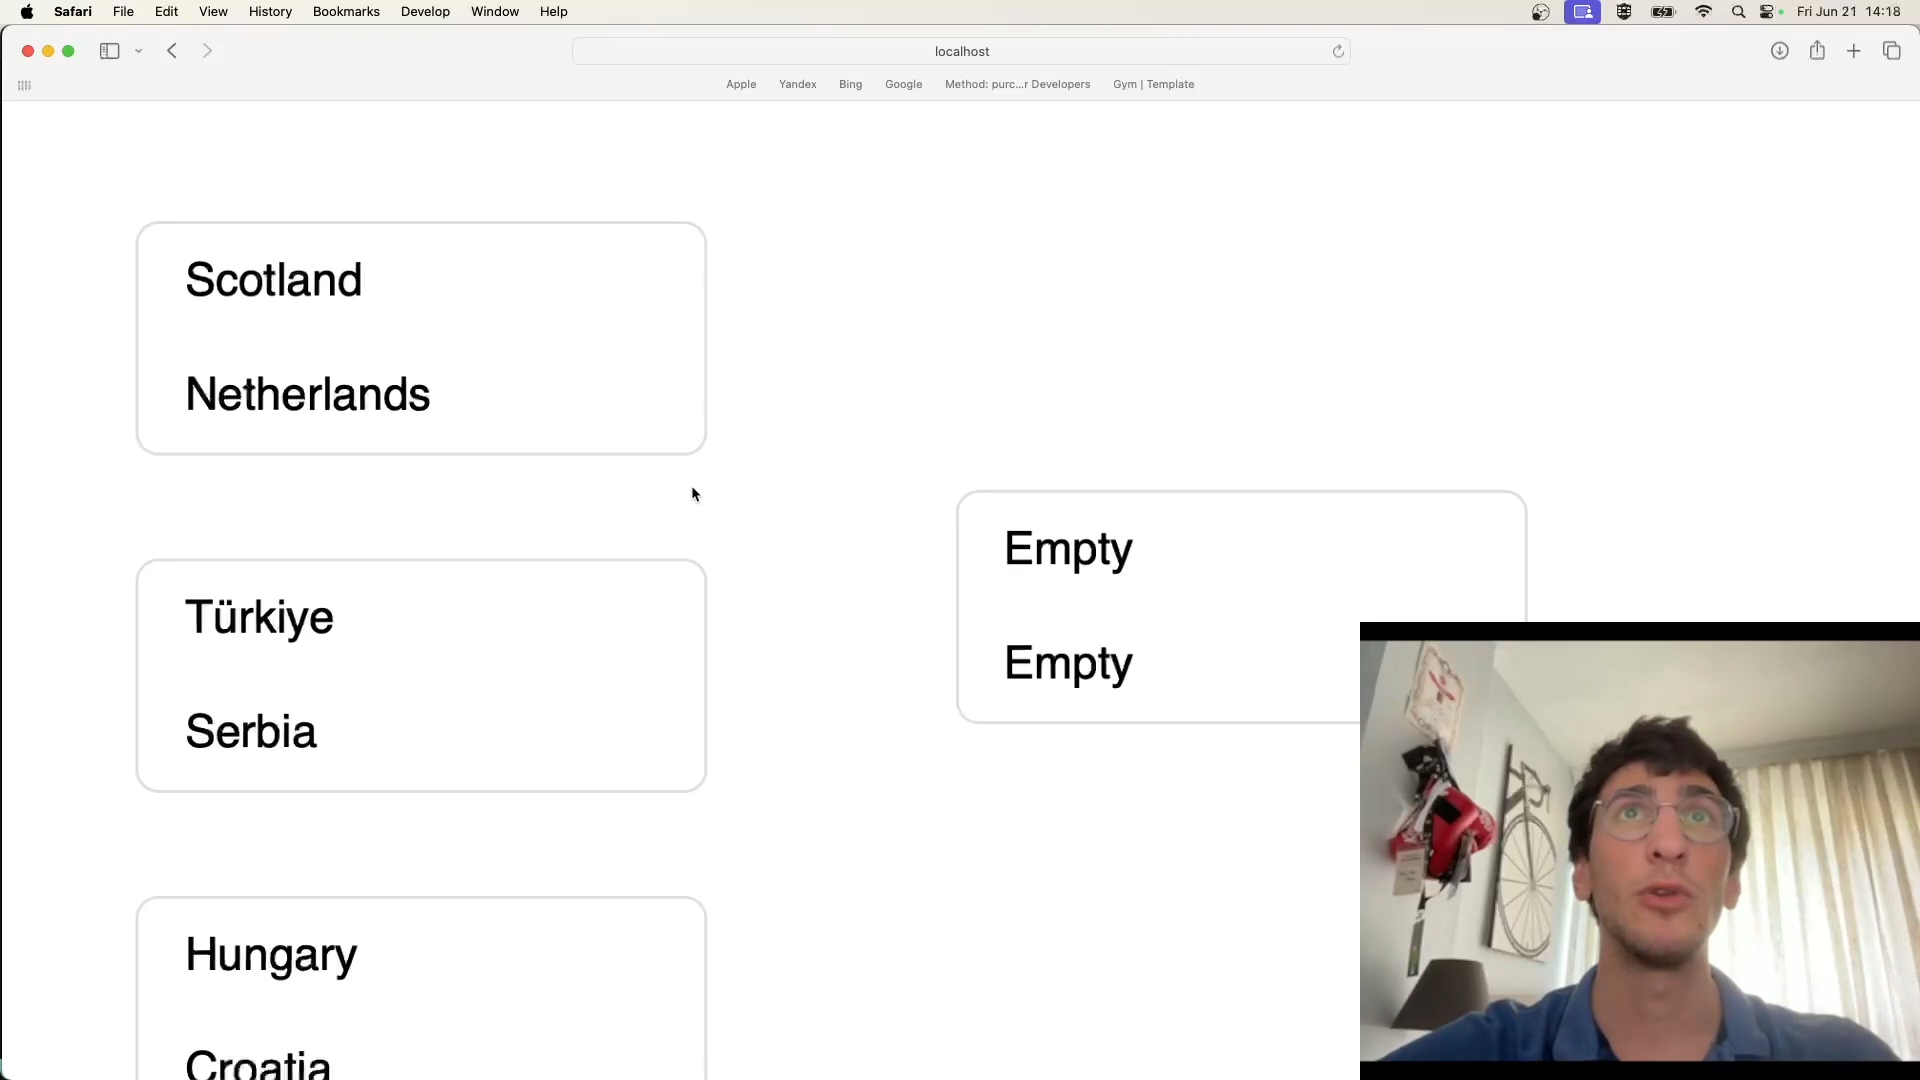 Safari File Edit View History Bookmarks Develop Window Help Fri Jun 21 14:18
localhost
Apple Yandex Bing Google Method: purc...r Developers Gym | Template
Scotland
Netherlands
Empty
Empty
Türkiye
Serbia
Hungary
Croatia